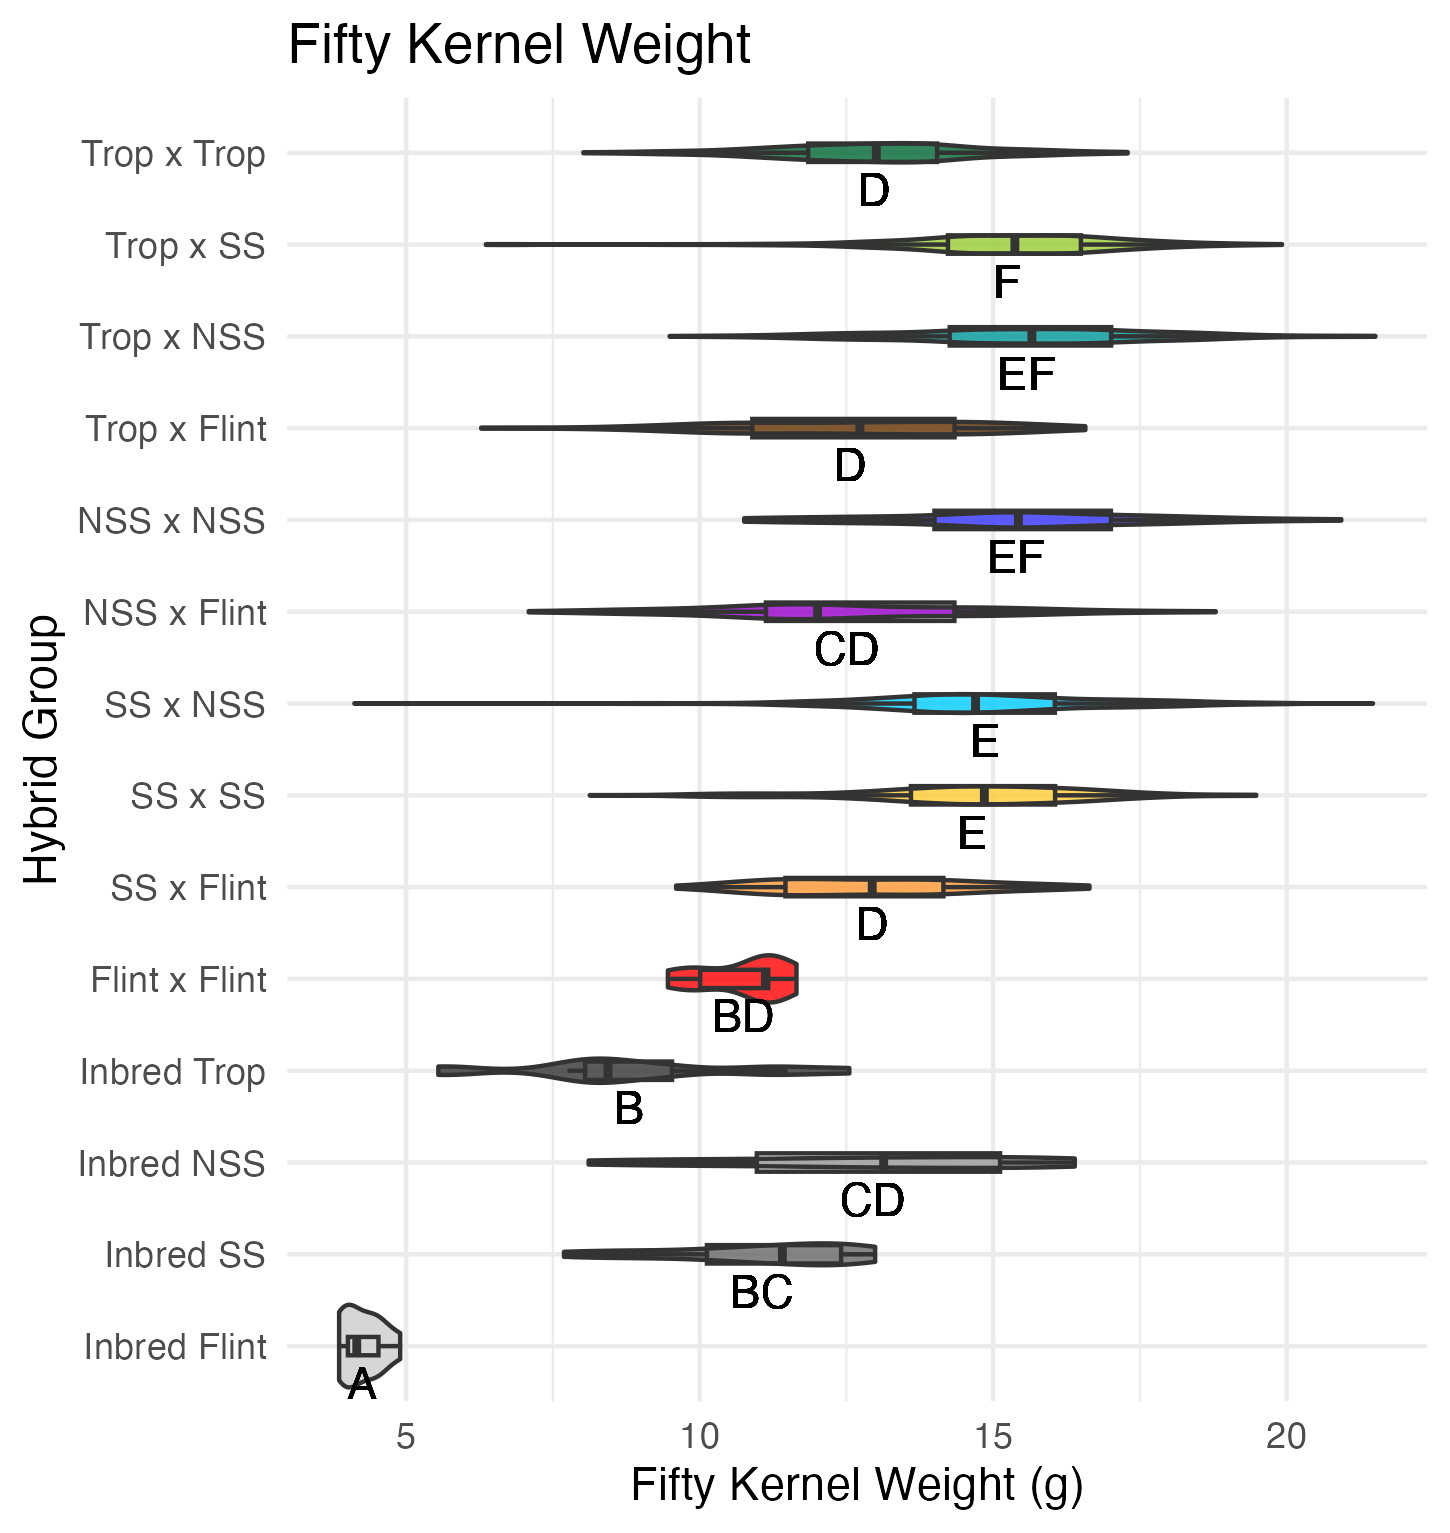 Fifty Kernel Weight
Trop x Trop
D
Trop x SS
F
Trop x NSS
EF
Trop x Flint
D
NSS x NSS
EF
NSS x Flint
CD
SS x NSS
E
SS x SS
E
SS x Flint
D
Flint x Flint
BD
Inbred Trop
B
Inbred NSS
CD
Inbred SS
BC
Inbred Flint
A
Hybrid Group
5 10 15 20
Fifty Kernel Weight (g)